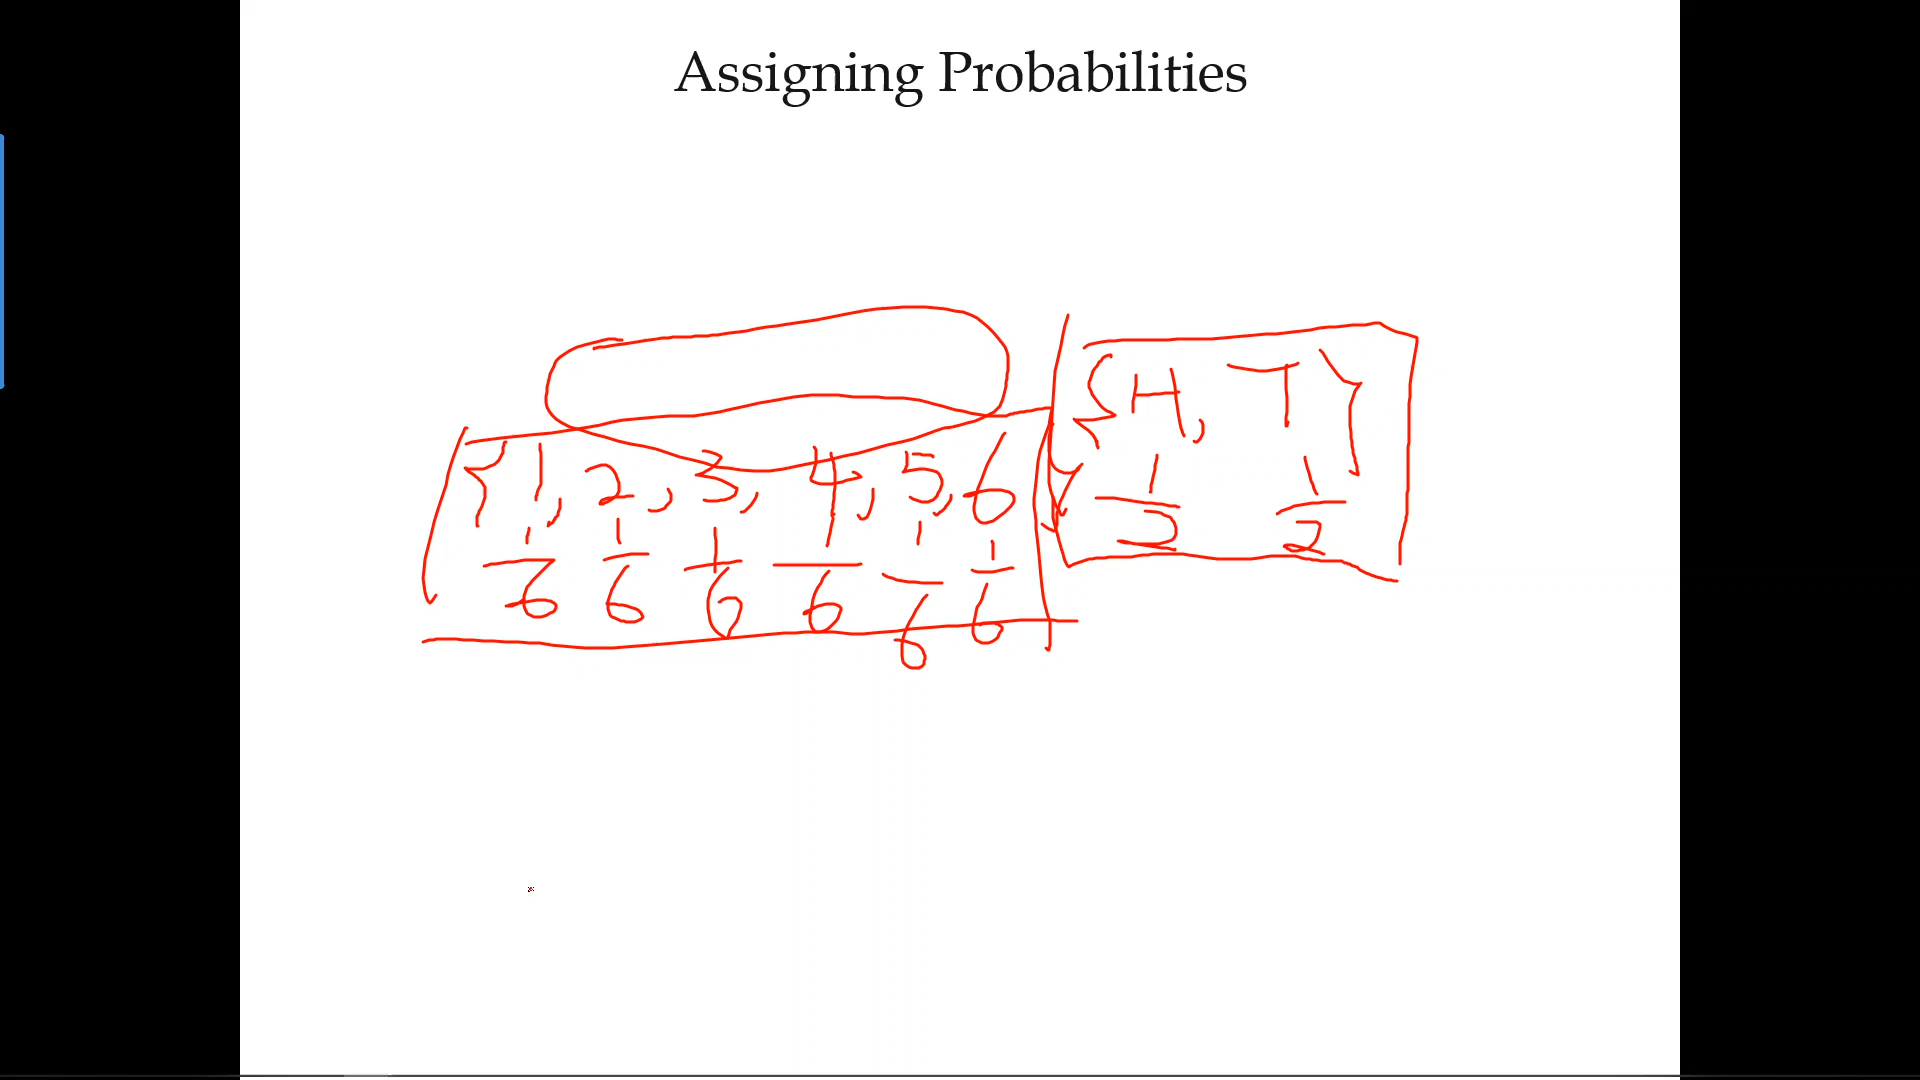 Assigning Probabilities
{1, 2, 3, 4, 5, 6}
1/6 1/6 1/6 1/6 1/6 1/6
{H, T}
1/2 1/2